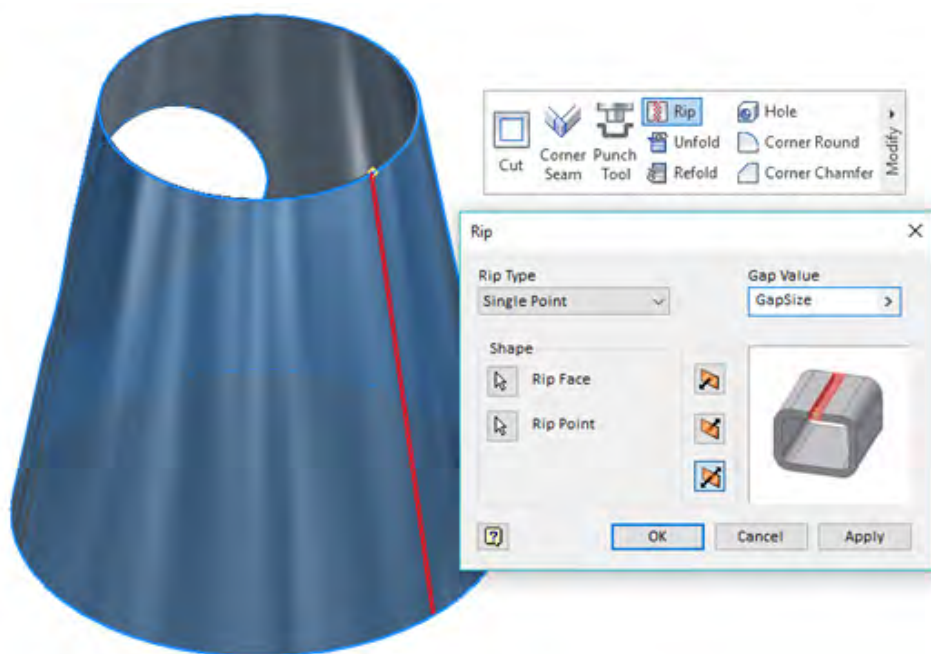 Cut
Corner
Seam
Punch
Tool
Rip
Unfold
Refold
Hole
Corner Round
Corner Chamfer
Modify
Rip
Rip Type
Single Point
Gap Value
GapSize
Shape
Rip Face
Rip Point
OK
Cancel
Apply